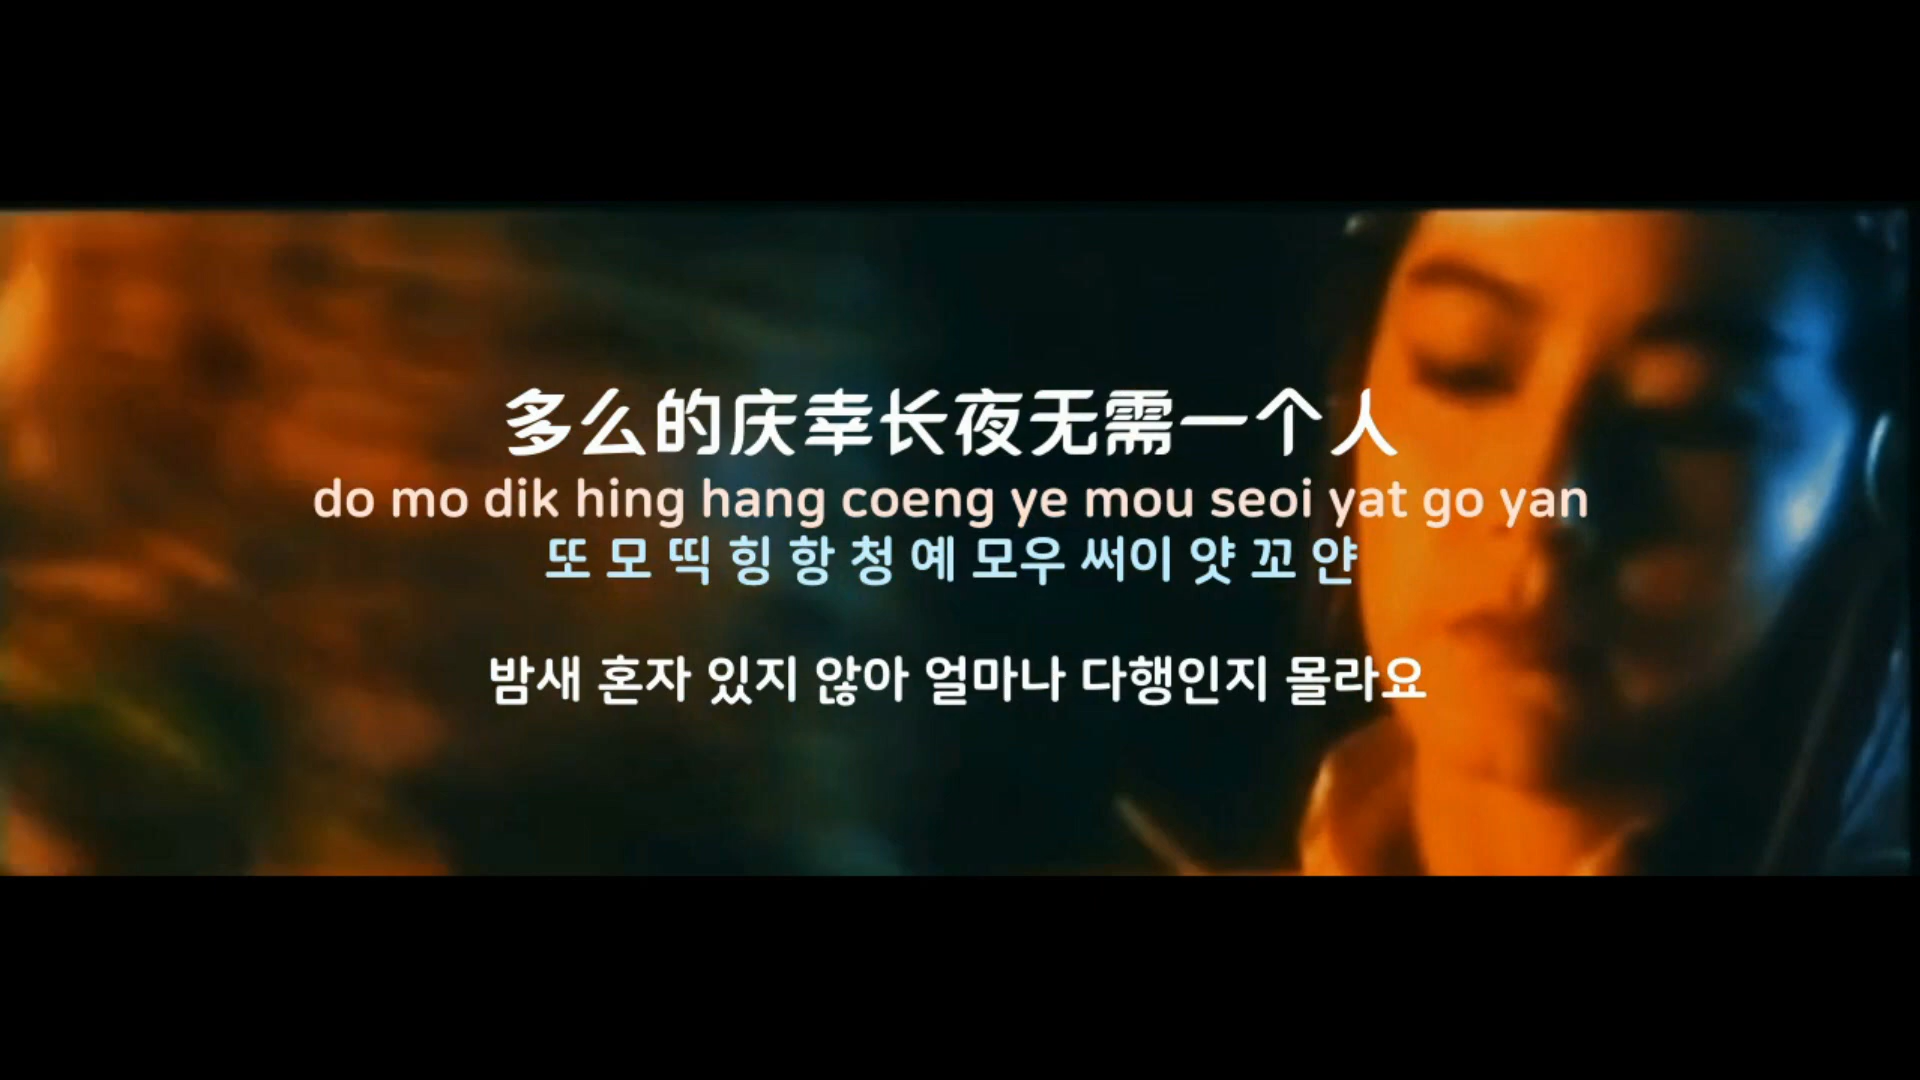 多么的庆幸长夜无需一个人
do mo dik hing hang coeng ye mou seoi yat go yan
또 모 띡 힝 항 청 예 모우 써이 얏 꼬 얀
밤새 혼자 있지 않아 얼마나 다행인지 몰라요